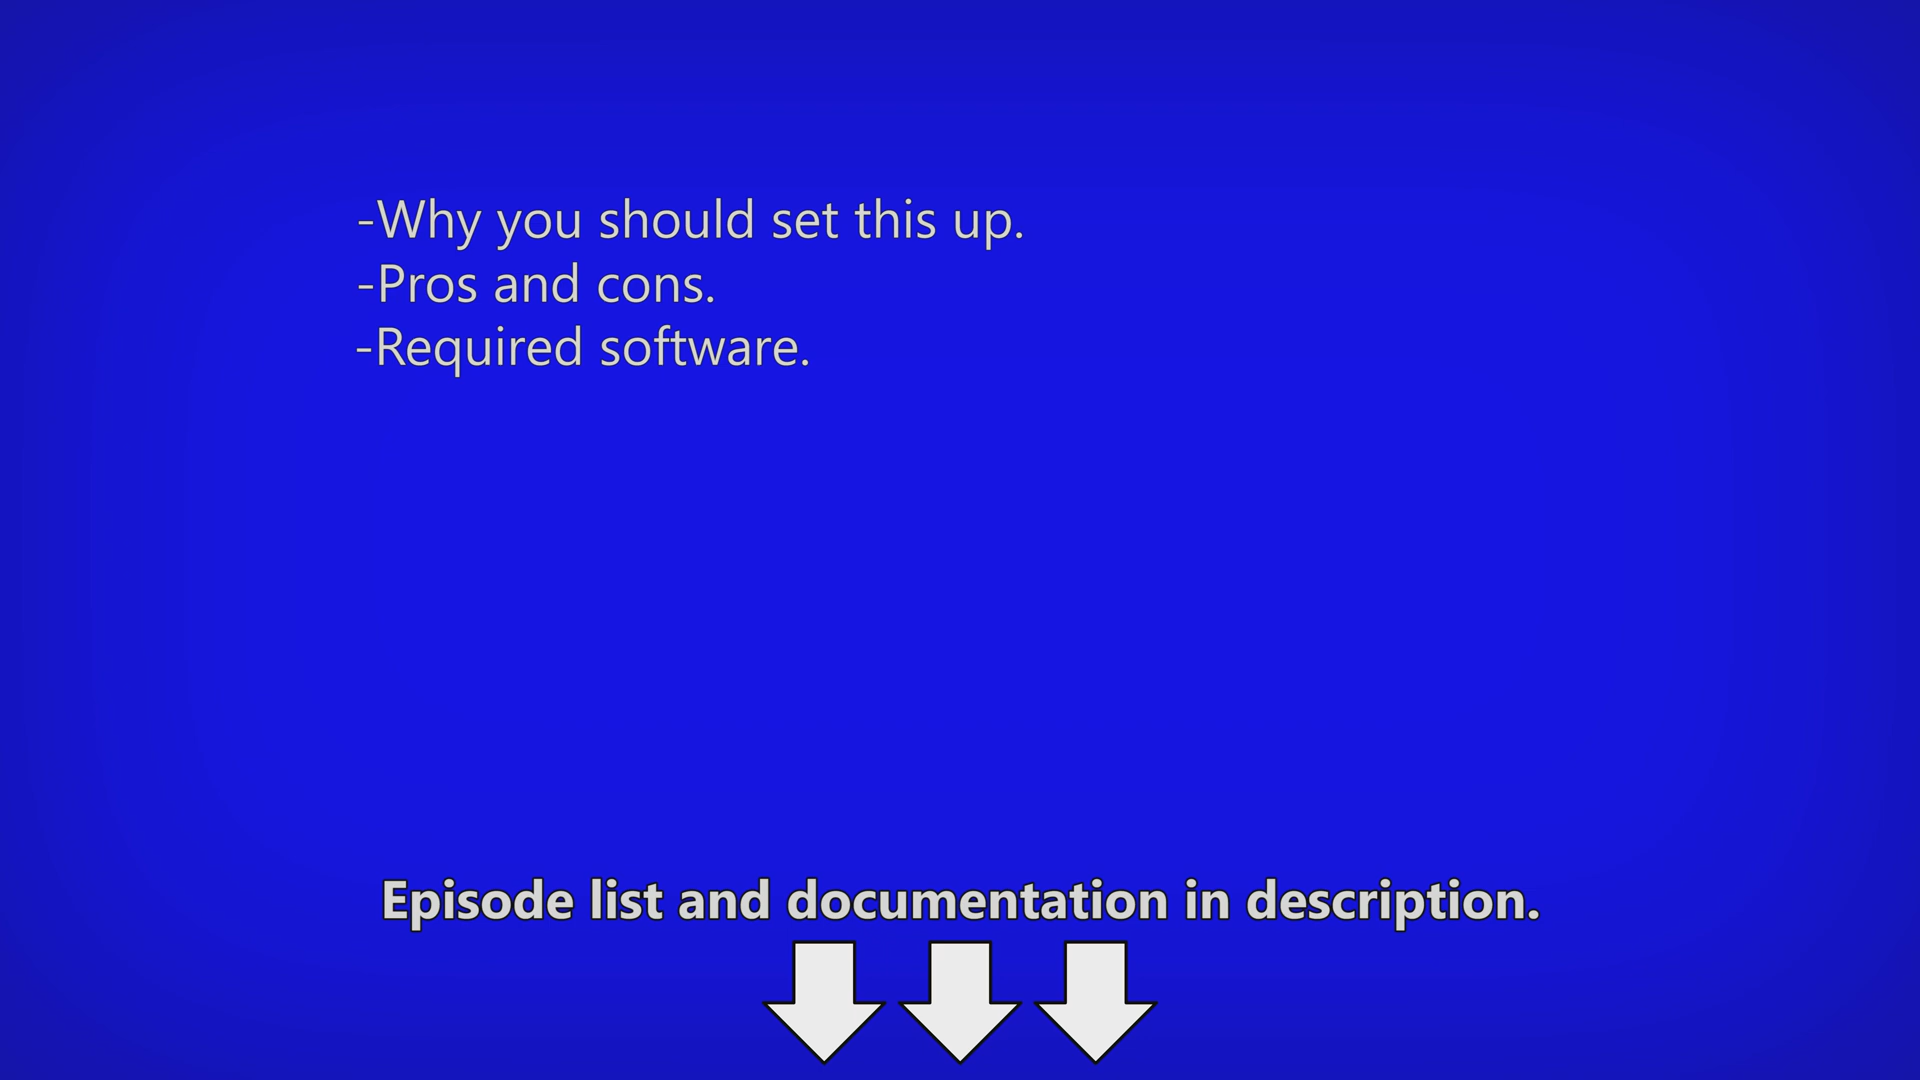 -Why you should set this up.
-Pros and cons.
-Required software.
Episode list and documentation in description.